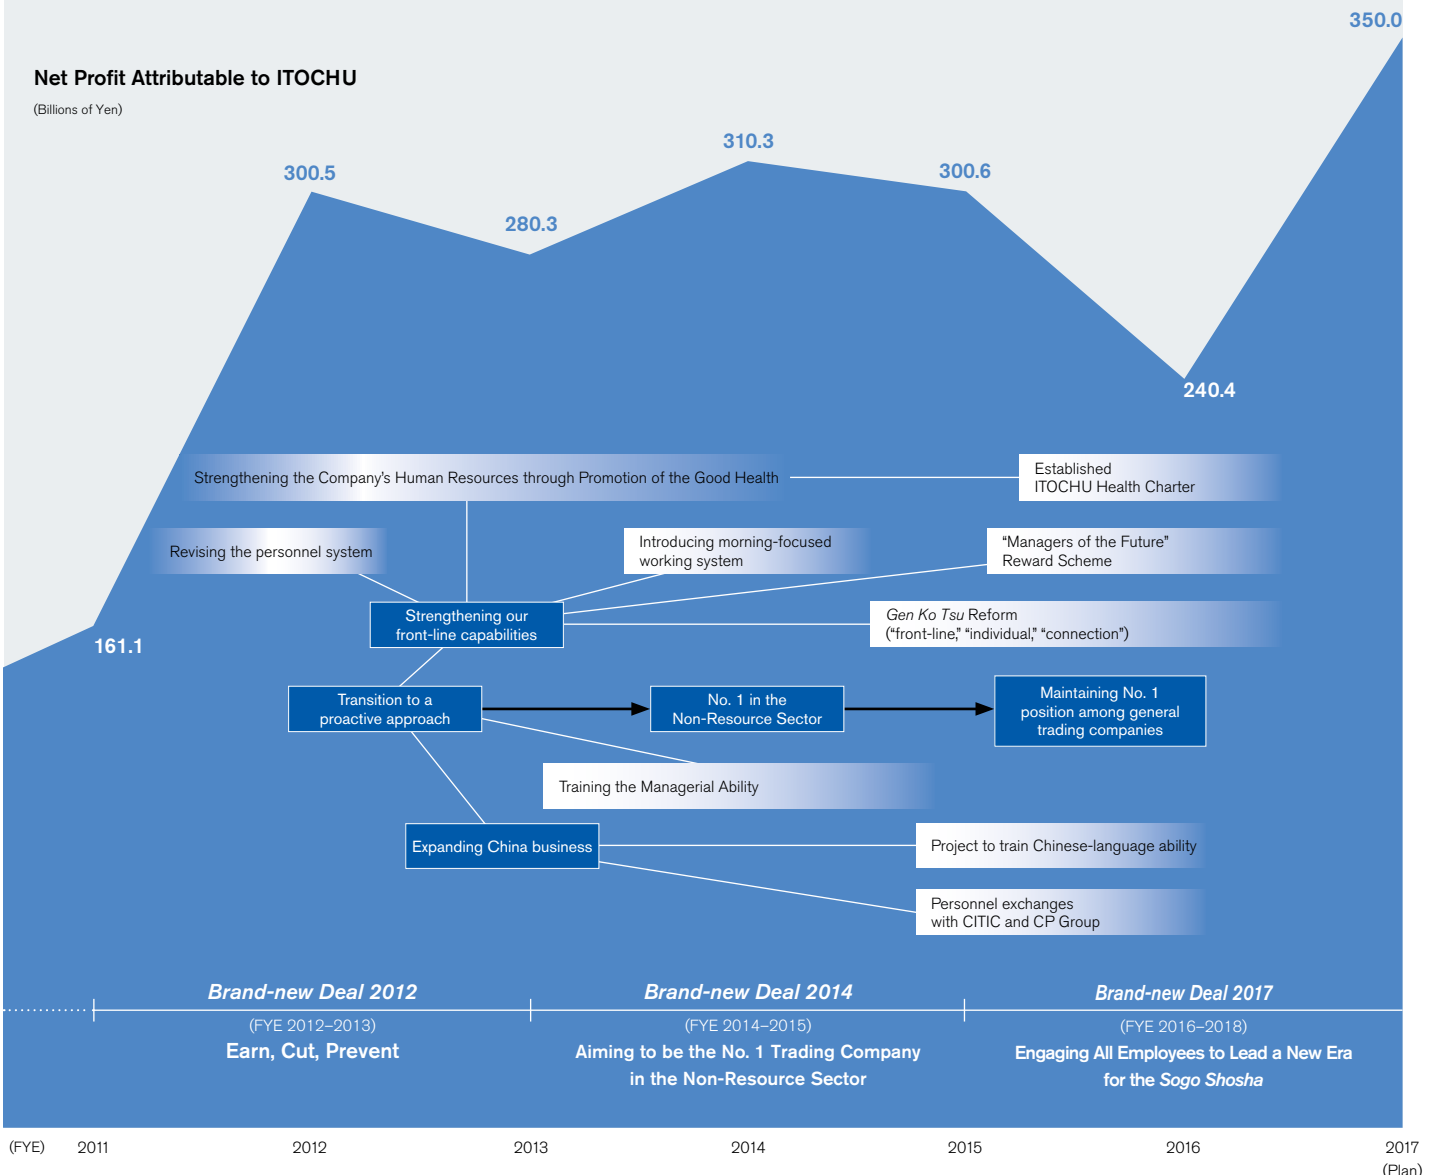 350.0
Net Profit Attributable to ITOCHU
(Billions of Yen)
310.3
300.5
300.6
280.3
240.4
Strengthening the Company's Human Resources through Promotion of the Good Health
Established
ITOCHU Health Charter
Revising the personnel system
Introducing morning-focused
working system
“Managers of the Future”
Reward Scheme
Strengthening our
front-line capabilities
Gen Ko Tsu Reform
(“front-line,” “individual,” “connection”)
161.1
Transition to a
proactive approach
No. 1 in the
Non-Resource Sector
Maintaining No. 1
position among general
trading companies
Training the Managerial Ability
Expanding China business
Project to train Chinese-language ability
Personnel exchanges
with CITIC and CP Group
Brand-new Deal 2012
(FYE 2012–2013)
Earn, Cut, Prevent
Brand-new Deal 2014
(FYE 2014–2015)
Aiming to be the No. 1 Trading Company
in the Non-Resource Sector
Brand-new Deal 2017
(FYE 2016–2018)
Engaging All Employees to Lead a New Era
for the Sogo Shosha
(FYE) 2011 2012 2013 2014 2015 2016 2017
(Plan)